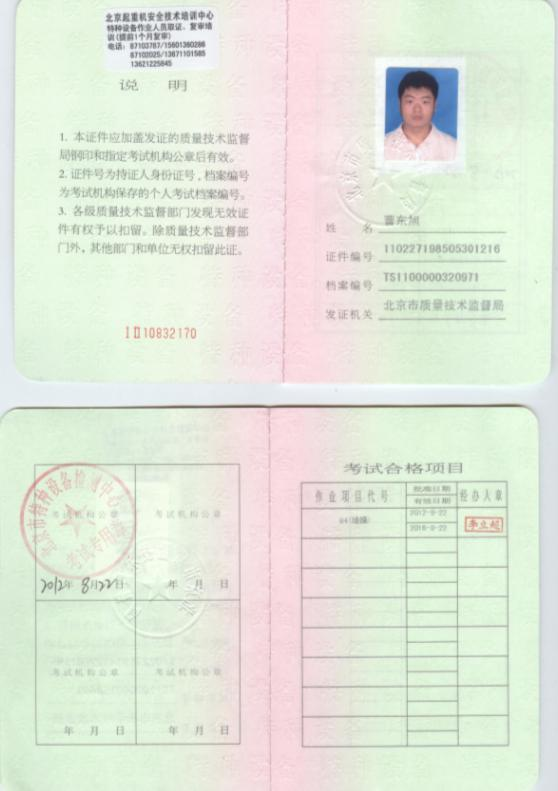 北京起重机安全技术培训中心
特种设备作业人员取证、复审培
训(提前1个月复审)
电话：87103787/15601360286
87102025/13671101585
13621225845
说 明
1. 本证件应加盖发证的质量技术监督
局钢印和指定考试机构公章后有效。
2. 证件号为持证人身份证号，档案编号
为考试机构保存的个人考试档案编号。
3. 各级质量技术监督部门发现无效证
件有权予以扣留。除质量技术监督部
门外，其他部门和单位无权扣留此证。
10832170
姓 名 曹东旭
证件编号 110227198505301216
档案编号 TS1100000320971
发证机关 北京市质量技术监督局
北京市特种设备检测中心
考试专用章
考试机构公章
2012年 8月22日
考试机构公章
年 月 日
考试机构公章
年 月 日
考试机构公章
年 月 日
考试合格项目
作业项目代号 批准日期 经办人章
有效日期
2012-8-22
李立超
2016-8-22